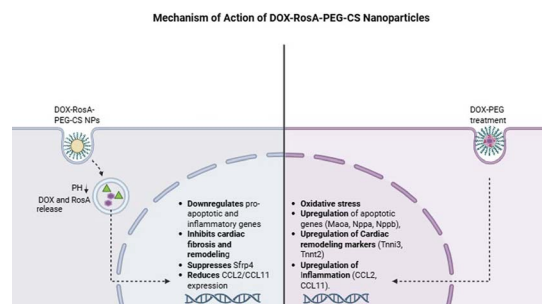 Mechanism of Action of DOX-RosA-PEG-CS Nanoparticles
DOX-RosA-
PEG-CS NPs
PH
DOX and RosA
release
• Downregulates pro-
apoptotic and
inflammatory genes
• Inhibits cardiac
fibrosis and
remodeling
• Suppresses Sfrp4
• Reduces CCL2/CCL11
expression
DOX-PEG
treatment
• Oxidative stress
• Upregulation of apoptotic
genes (Maoa, Nppa, Nppb),
• Upregulation of Cardiac
remodeling markers (Tnni3,
Tnnt2)
• Upregulation of
Inflammation (CCL2,
CCL11).